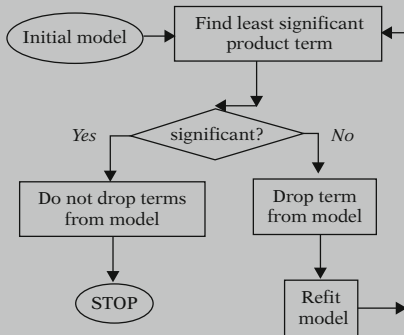 Initial model
Find least significant
product term
significant?
Yes
No
Do not drop terms
from model
Drop term
from model
STOP
Refit
model